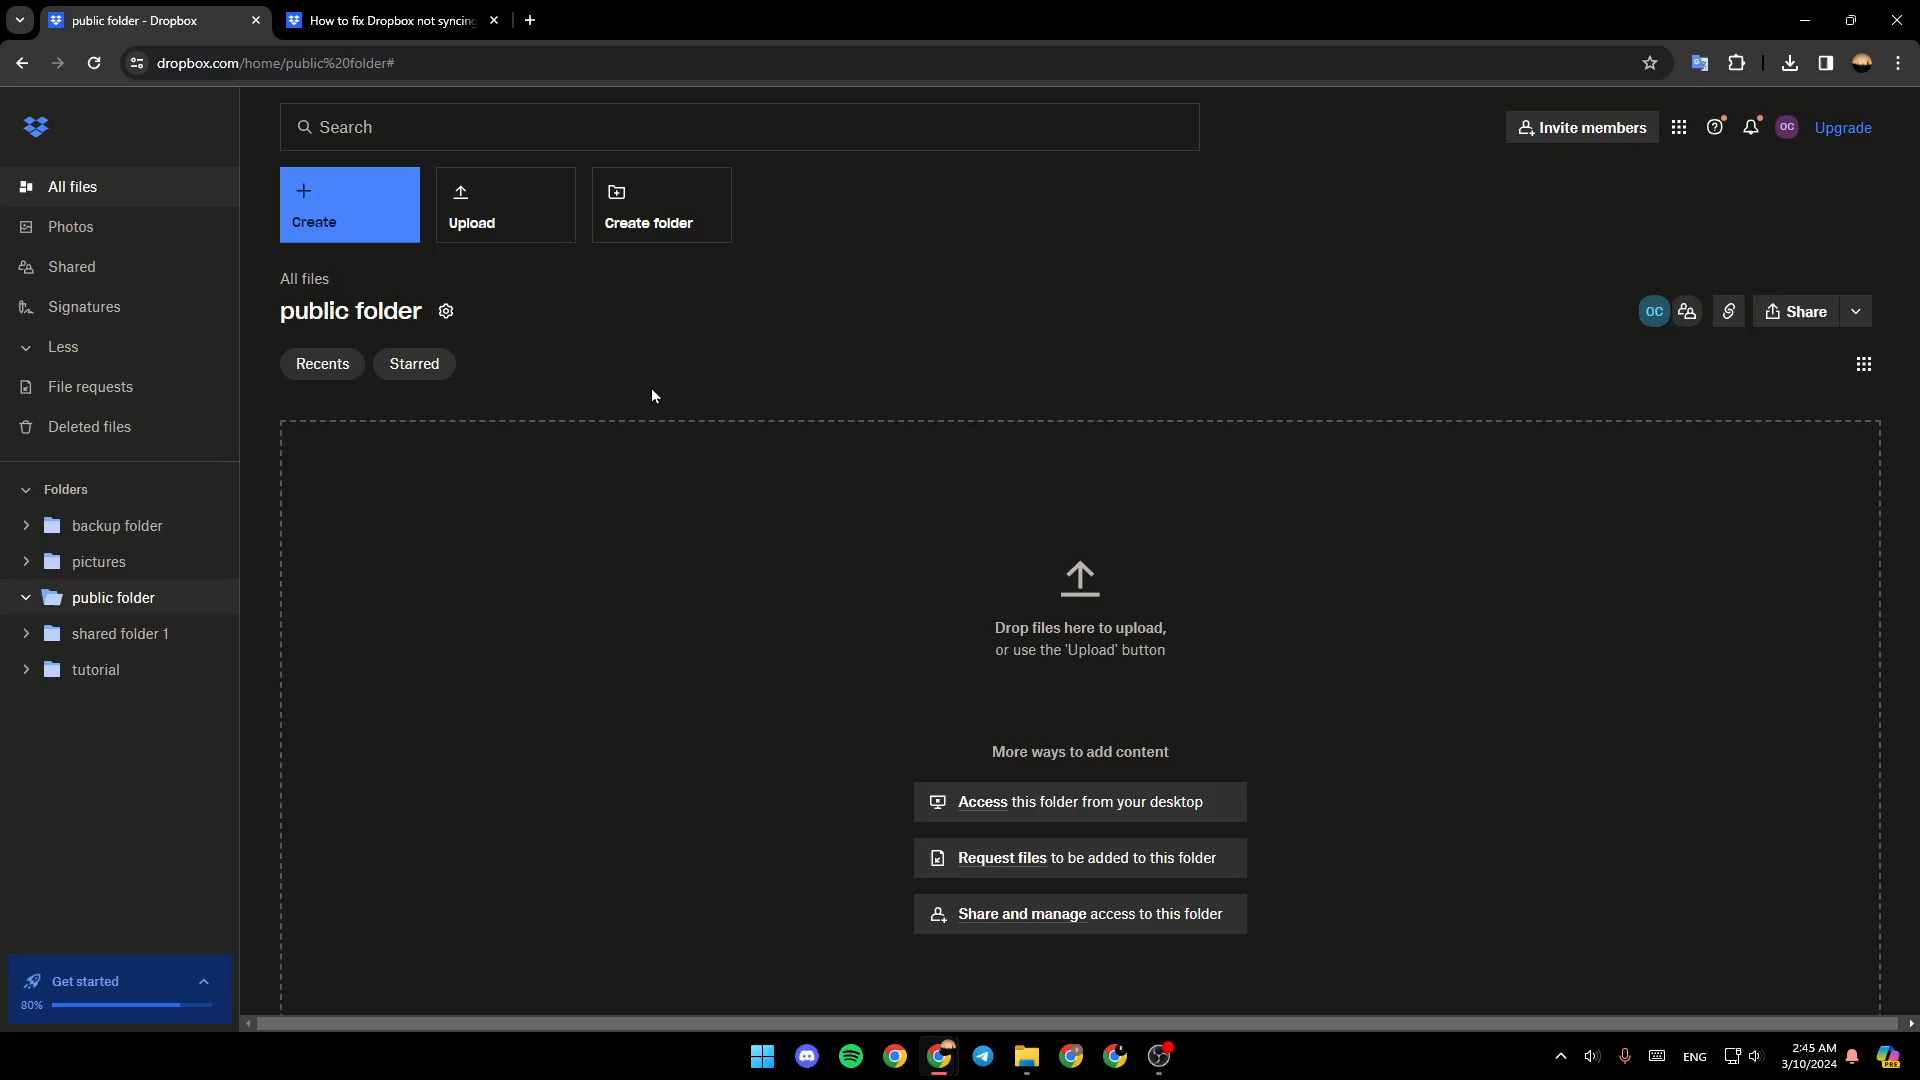 public folder - Dropbox
How to fix Dropbox not syncing
dropbox.com/home/public%20folder#
Search
Invite members
OC
Upgrade
All files
Photos
Shared
Signatures
Less
File requests
Deleted files
Create
Upload
Create folder
All files
public folder
OC
Share
Recents
Starred
Folders
backup folder
pictures
public folder
shared folder 1
tutorial
Drop files here to upload,
or use the 'Upload' button
More ways to add content
Access this folder from your desktop
Request files to be added to this folder
Share and manage access to this folder
Get started
80%
ENG
2:45 AM
3/10/2024
PRE